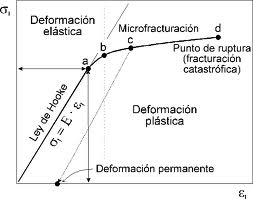 σ₁
Deformación
elástica
Microfracturación
a
b
c
d
Punto de ruptura
(fracturación
catastrófica)
Ley de Hooke
σ₁ = E · ε₁
Deformación
plástica
Deformación permanente
ε₁